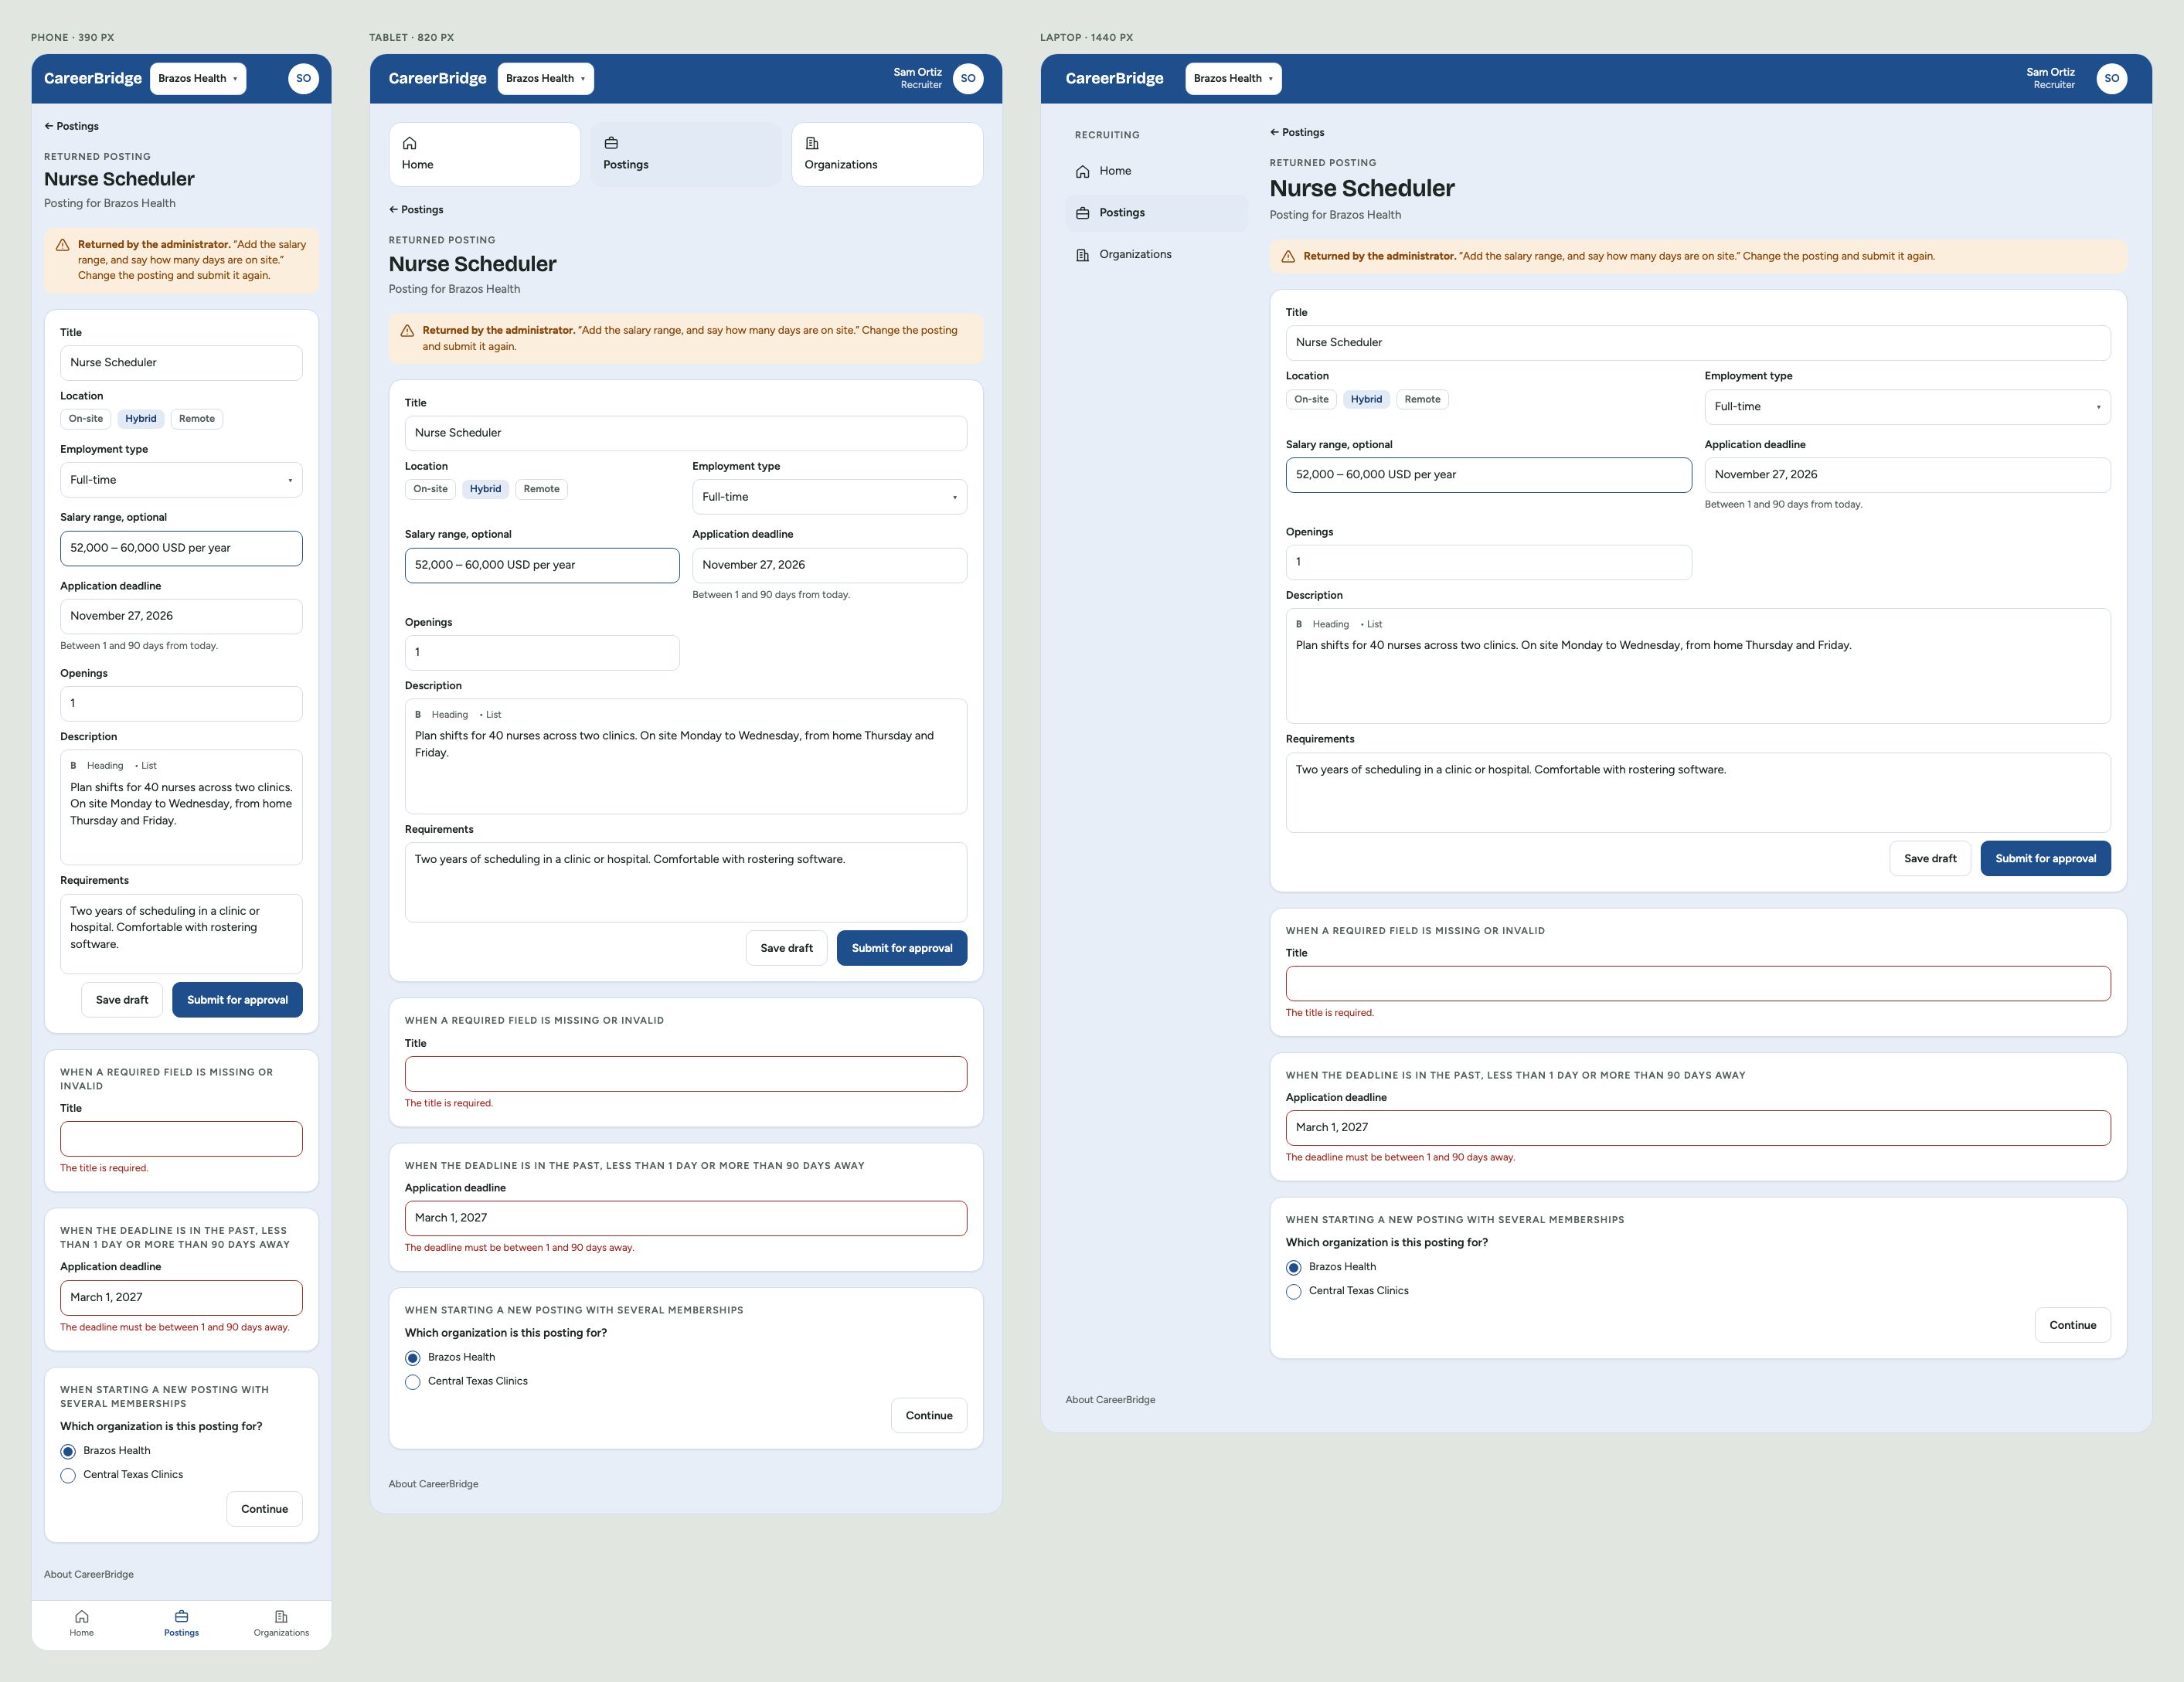 PHONE · 390 PX
CareerBridge
Brazos Health ▾
SO
← Postings
RETURNED POSTING
Nurse Scheduler
Posting for Brazos Health
Returned by the administrator. “Add the salary
range, and say how many days are on site.”
Change the posting and submit it again.
Title
Nurse Scheduler
Location
On-site Hybrid Remote
Employment type
Full-time ▾
Salary range, optional
52,000 – 60,000 USD per year
Application deadline
November 27, 2026
Between 1 and 90 days from today.
Openings
1
Description
B Heading • List
Plan shifts for 40 nurses across two clinics.
On site Monday to Wednesday, from home
Thursday and Friday.
Requirements
Two years of scheduling in a clinic or
hospital. Comfortable with rostering
software.
Save draft Submit for approval
WHEN A REQUIRED FIELD IS MISSING OR
INVALID
Title
The title is required.
WHEN THE DEADLINE IS IN THE PAST, LESS
THAN 1 DAY OR MORE THAN 90 DAYS AWAY
Application deadline
March 1, 2027
The deadline must be between 1 and 90 days away.
WHEN STARTING A NEW POSTING WITH
SEVERAL MEMBERSHIPS
Which organization is this posting for?
Brazos Health
Central Texas Clinics
Continue
About CareerBridge
Home Postings Organizations
TABLET · 820 PX
CareerBridge
Brazos Health ▾
Sam Ortiz
Recruiter
SO
Home
Postings
Organizations
← Postings
RETURNED POSTING
Nurse Scheduler
Posting for Brazos Health
Returned by the administrator. “Add the salary range, and say how many days are on site.” Change the posting
and submit it again.
Title
Nurse Scheduler
Location
On-site Hybrid Remote
Employment type
Full-time ▾
Salary range, optional
52,000 – 60,000 USD per year
Application deadline
November 27, 2026
Between 1 and 90 days from today.
Openings
1
Description
B Heading • List
Plan shifts for 40 nurses across two clinics. On site Monday to Wednesday, from home Thursday and
Friday.
Requirements
Two years of scheduling in a clinic or hospital. Comfortable with rostering software.
Save draft Submit for approval
WHEN A REQUIRED FIELD IS MISSING OR INVALID
Title
The title is required.
WHEN THE DEADLINE IS IN THE PAST, LESS THAN 1 DAY OR MORE THAN 90 DAYS AWAY
Application deadline
March 1, 2027
The deadline must be between 1 and 90 days away.
WHEN STARTING A NEW POSTING WITH SEVERAL MEMBERSHIPS
Which organization is this posting for?
Brazos Health
Central Texas Clinics
Continue
About CareerBridge
LAPTOP · 1440 PX
CareerBridge
Brazos Health ▾
Sam Ortiz
Recruiter
SO
RECRUITING
Home
Postings
Organizations
← Postings
RETURNED POSTING
Nurse Scheduler
Posting for Brazos Health
Returned by the administrator. “Add the salary range, and say how many days are on site.” Change the posting and submit it again.
Title
Nurse Scheduler
Location
On-site Hybrid Remote
Employment type
Full-time ▾
Salary range, optional
52,000 – 60,000 USD per year
Application deadline
November 27, 2026
Between 1 and 90 days from today.
Openings
1
Description
B Heading • List
Plan shifts for 40 nurses across two clinics. On site Monday to Wednesday, from home Thursday and Friday.
Requirements
Two years of scheduling in a clinic or hospital. Comfortable with rostering software.
Save draft Submit for approval
WHEN A REQUIRED FIELD IS MISSING OR INVALID
Title
The title is required.
WHEN THE DEADLINE IS IN THE PAST, LESS THAN 1 DAY OR MORE THAN 90 DAYS AWAY
Application deadline
March 1, 2027
The deadline must be between 1 and 90 days away.
WHEN STARTING A NEW POSTING WITH SEVERAL MEMBERSHIPS
Which organization is this posting for?
Brazos Health
Central Texas Clinics
Continue
About CareerBridge